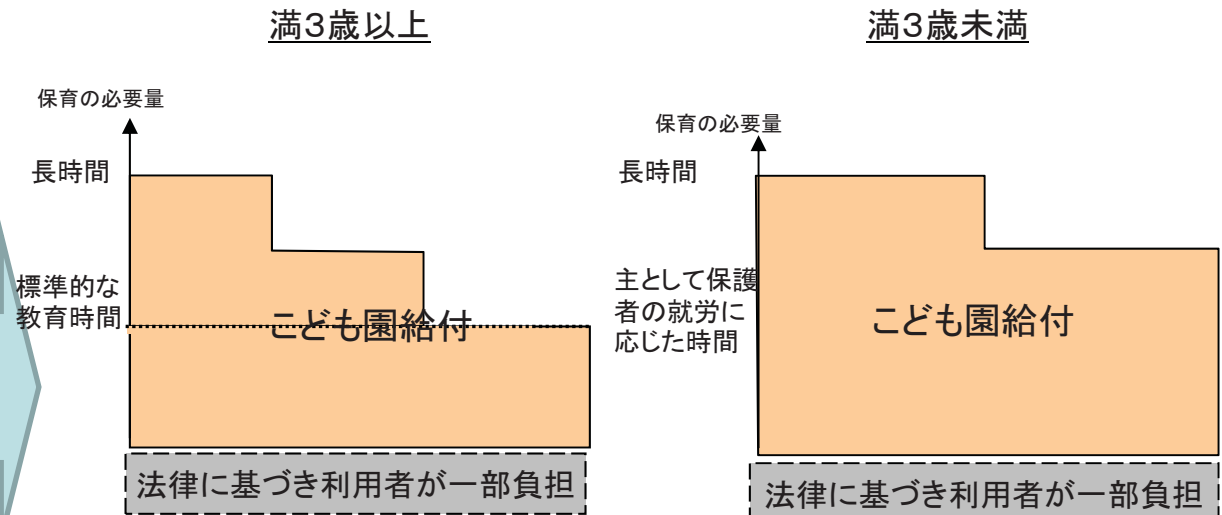 満3歳以上
保育の必要量
長時間
標準的な
教育時間
こども園給付
法律に基づき利用者が一部負担
満3歳未満
保育の必要量
長時間
主として保護
者の就労に
応じた時間
こども園給付
法律に基づき利用者が一部負担